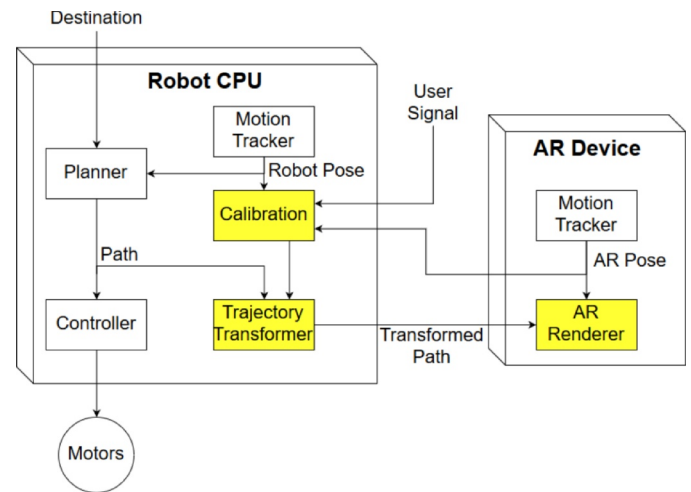 Destination
Robot CPU
Motion
Tracker
Planner
Robot Pose
Calibration
Path
Controller
Trajectory
Transformer
Motors
User
Signal
Transformed
Path
AR Device
Motion
Tracker
AR Pose
AR
Renderer